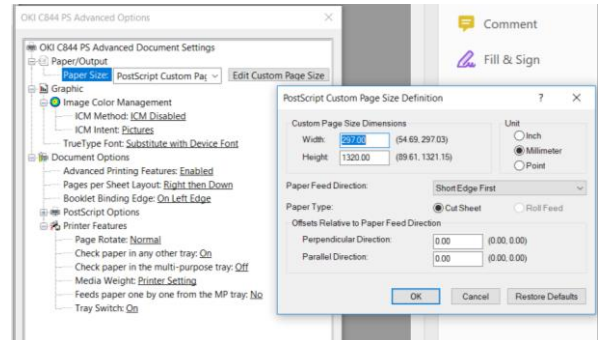 OKI C844 PS Advanced Options
OKI C844 PS Advanced Document Settings
Paper/Output
Paper Size: PostScript Custom Pag Edit Custom Page Size
Graphic
Image Color Management
ICM Method: ICM Disabled
ICM Intent: Pictures
TrueType Font: Substitute with Device Font
Document Options
Advanced Printing Features: Enabled
Pages per Sheet Layout: Right then Down
Booklet Binding Edge: On Left Edge
PostScript Options
Printer Features
Page Rotate: Normal
Check paper in any other tray: On
Check paper in the multi-purpose tray: Off
Media Weight: Printer Setting
Feeds paper one by one from the MP tray: No
Tray Switch: On
Comment
Fill & Sign
PostScript Custom Page Size Definition ?
Custom Page Size Dimensions
Width: 297.00 (54.69, 297.03)
Height: 1320.00 (89.61, 1321.15)
Unit
Inch
Millimeter
Point
Paper Feed Direction: Short Edge First
Paper Type: Cut Sheet Roll Feed
Offsets Relative to Paper Feed Direction
Perpendicular Direction: 0.00 (0.00, 0.00)
Parallel Direction: 0.00 (0.00, 0.00)
OK Cancel Restore Defaults